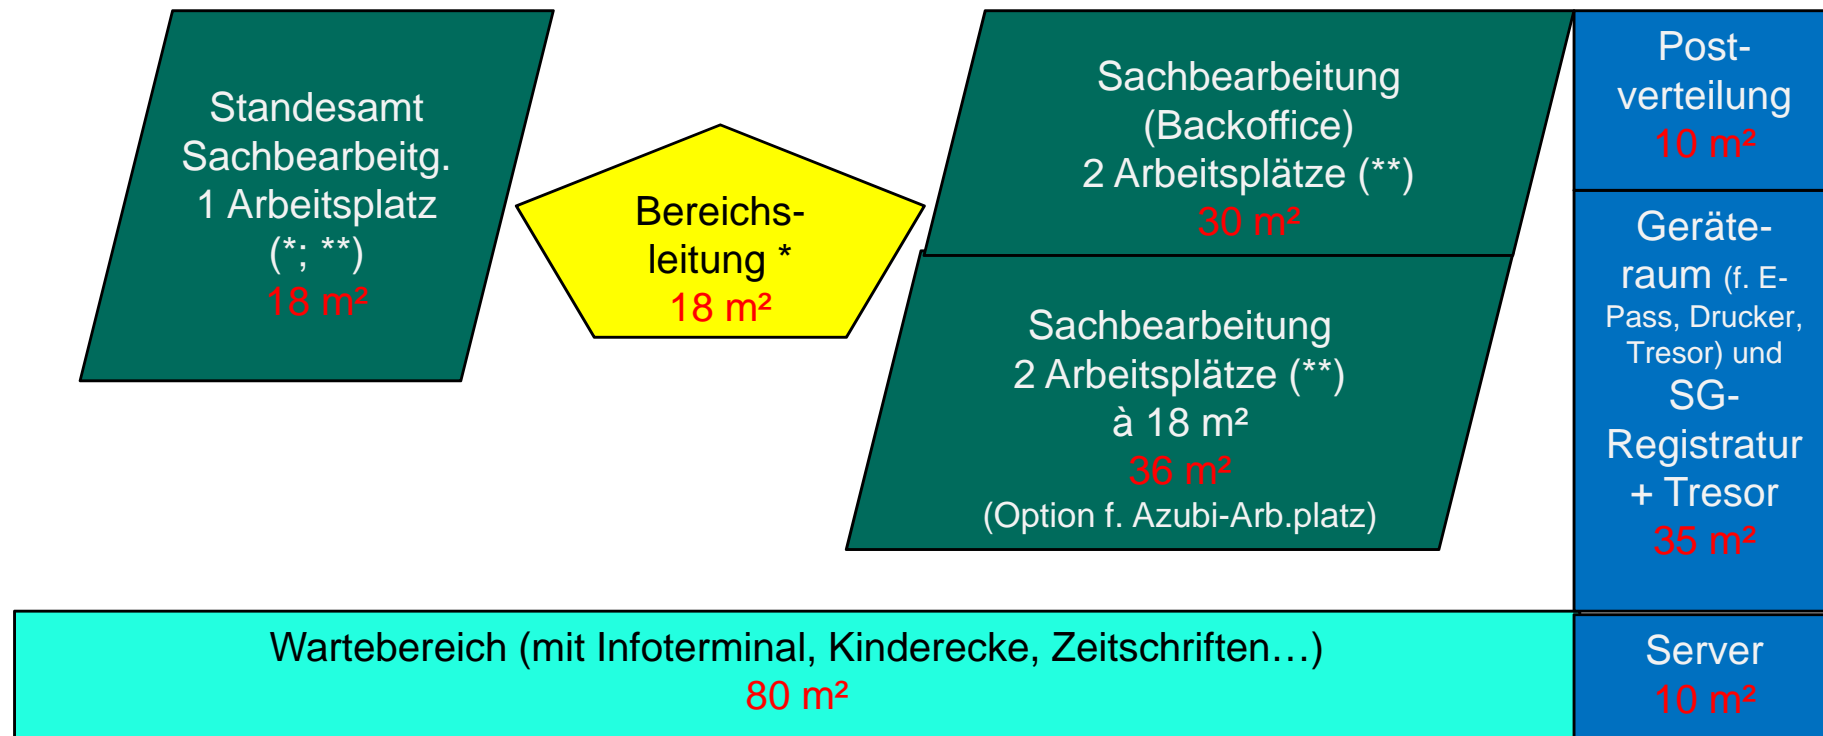 Standesamt
Sachbearbeitg.
1 Arbeitsplatz
(*; **)
18 m²
Bereichs-
leitung *
18 m²
Sachbearbeitung
(Backoffice)
2 Arbeitsplätze (**)
30 m²
Sachbearbeitung
2 Arbeitsplätze (**)
à 18 m²
36 m²
(Option f. Azubi-Arb.platz)
Post-
verteilung
10 m²
Geräte-
raum (f. E-
Pass, Drucker,
Tresor) und
SG-
Registratur
+ Tresor
35 m²
Wartebereich (mit Infoterminal, Kinderecke, Zeitschriften…)
80 m²
Server
10 m²